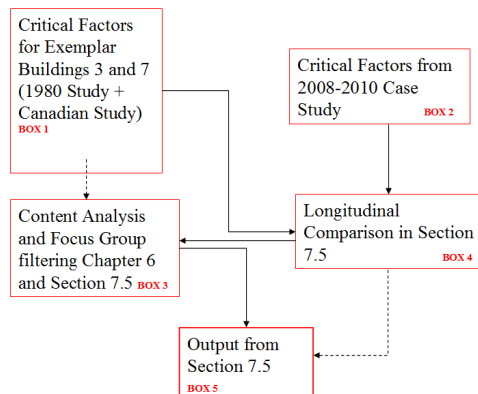 Critical Factors
for Exemplar
Buildings 3 and 7
(1980 Study +
Canadian Study)
BOX 1
Critical Factors from
2008-2010 Case
Study BOX 2
Content Analysis
and Focus Group
filtering Chapter 6
and Section 7.5 BOX 3
Longitudinal
Comparison in Section
7.5 BOX 4
Output from
Section 7.5
BOX 5